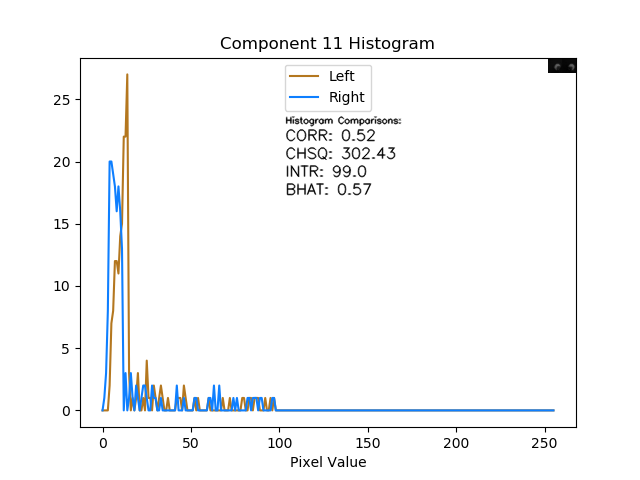 Component 11 Histogram
Left
Right
Histogram Comparisons:
CORR: 0.52
CHSQ: 302.43
INTR: 99.0
BHAT: 0.57
25
20
15
10
5
0
0 50 100 150 200 250
Pixel Value